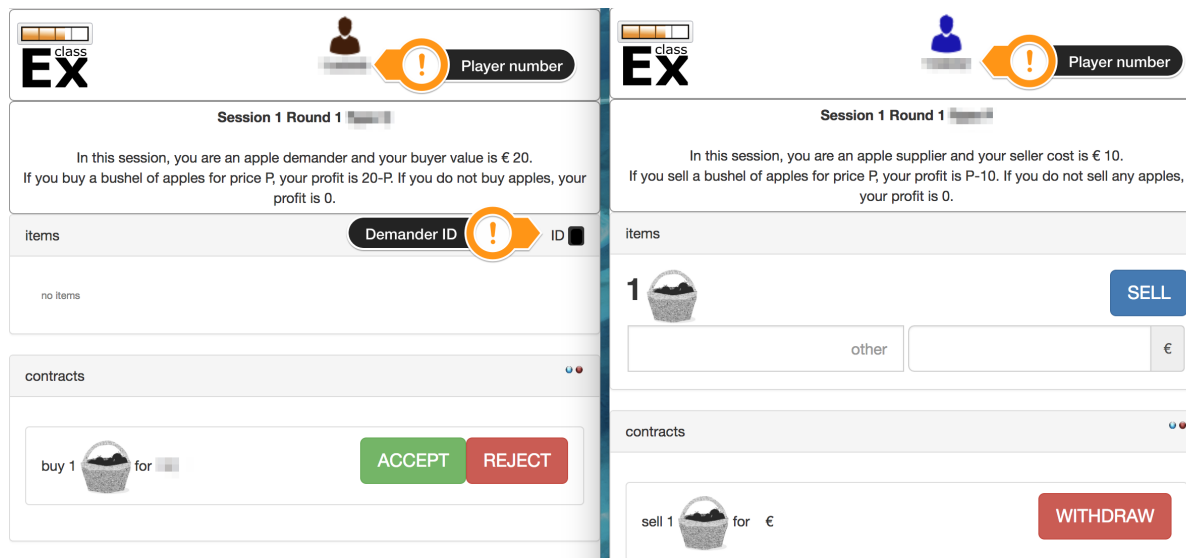 class
Ex
Player number
Session 1 Round 1
In this session, you are an apple demander and your buyer value is € 20.
If you buy a bushel of apples for price P, your profit is 20-P. If you do not buy apples, your
profit is 0.
items
Demander ID
ID
no items
contracts
buy 1 for
ACCEPT
REJECT
class
Ex
Player number
Session 1 Round 1
In this session, you are an apple supplier and your seller cost is € 10.
If you sell a bushel of apples for price P, your profit is P-10. If you do not sell any apples,
your profit is 0.
items
1
SELL
other
€
contracts
sell 1 for €
WITHDRAW